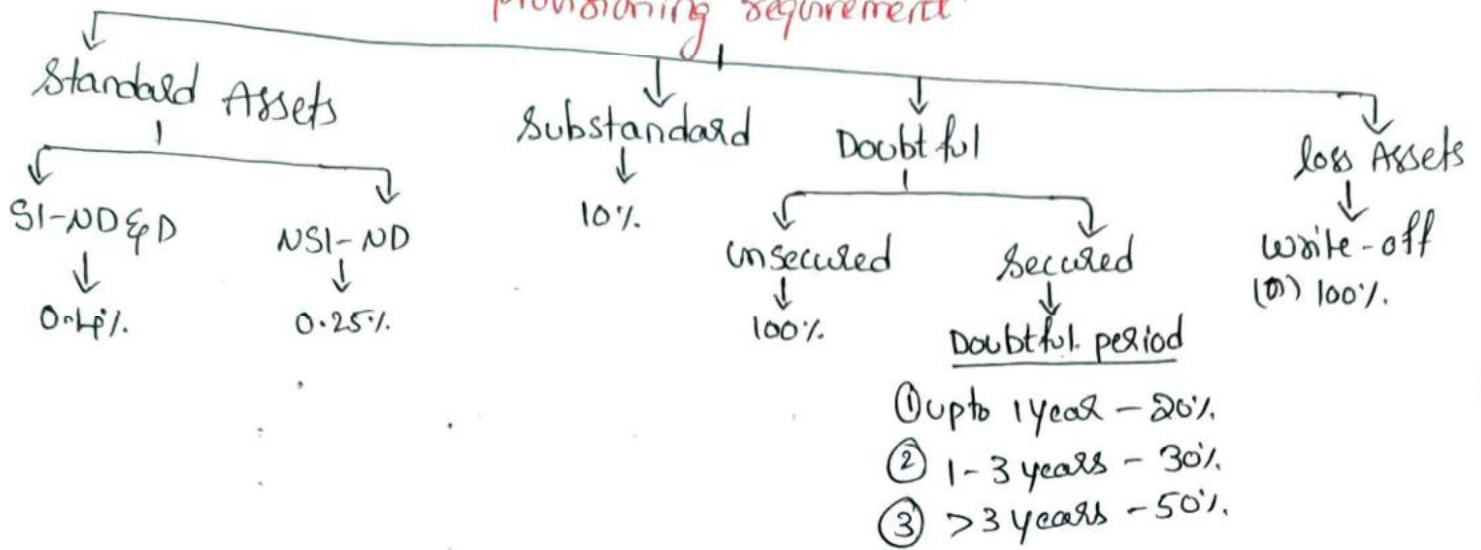 provisioning requirement
Standard Assets
SI-ND&D
0.4%.
NSI-ND
0.25%.
Substandard
10%.
Doubtful
unsecured
100%
Secured
Doubtful period
① upto 1 year - 20%.
② 1-3 years - 30%.
③ >3 years - 50%.
loss Assets
write-off
(or) 100%.